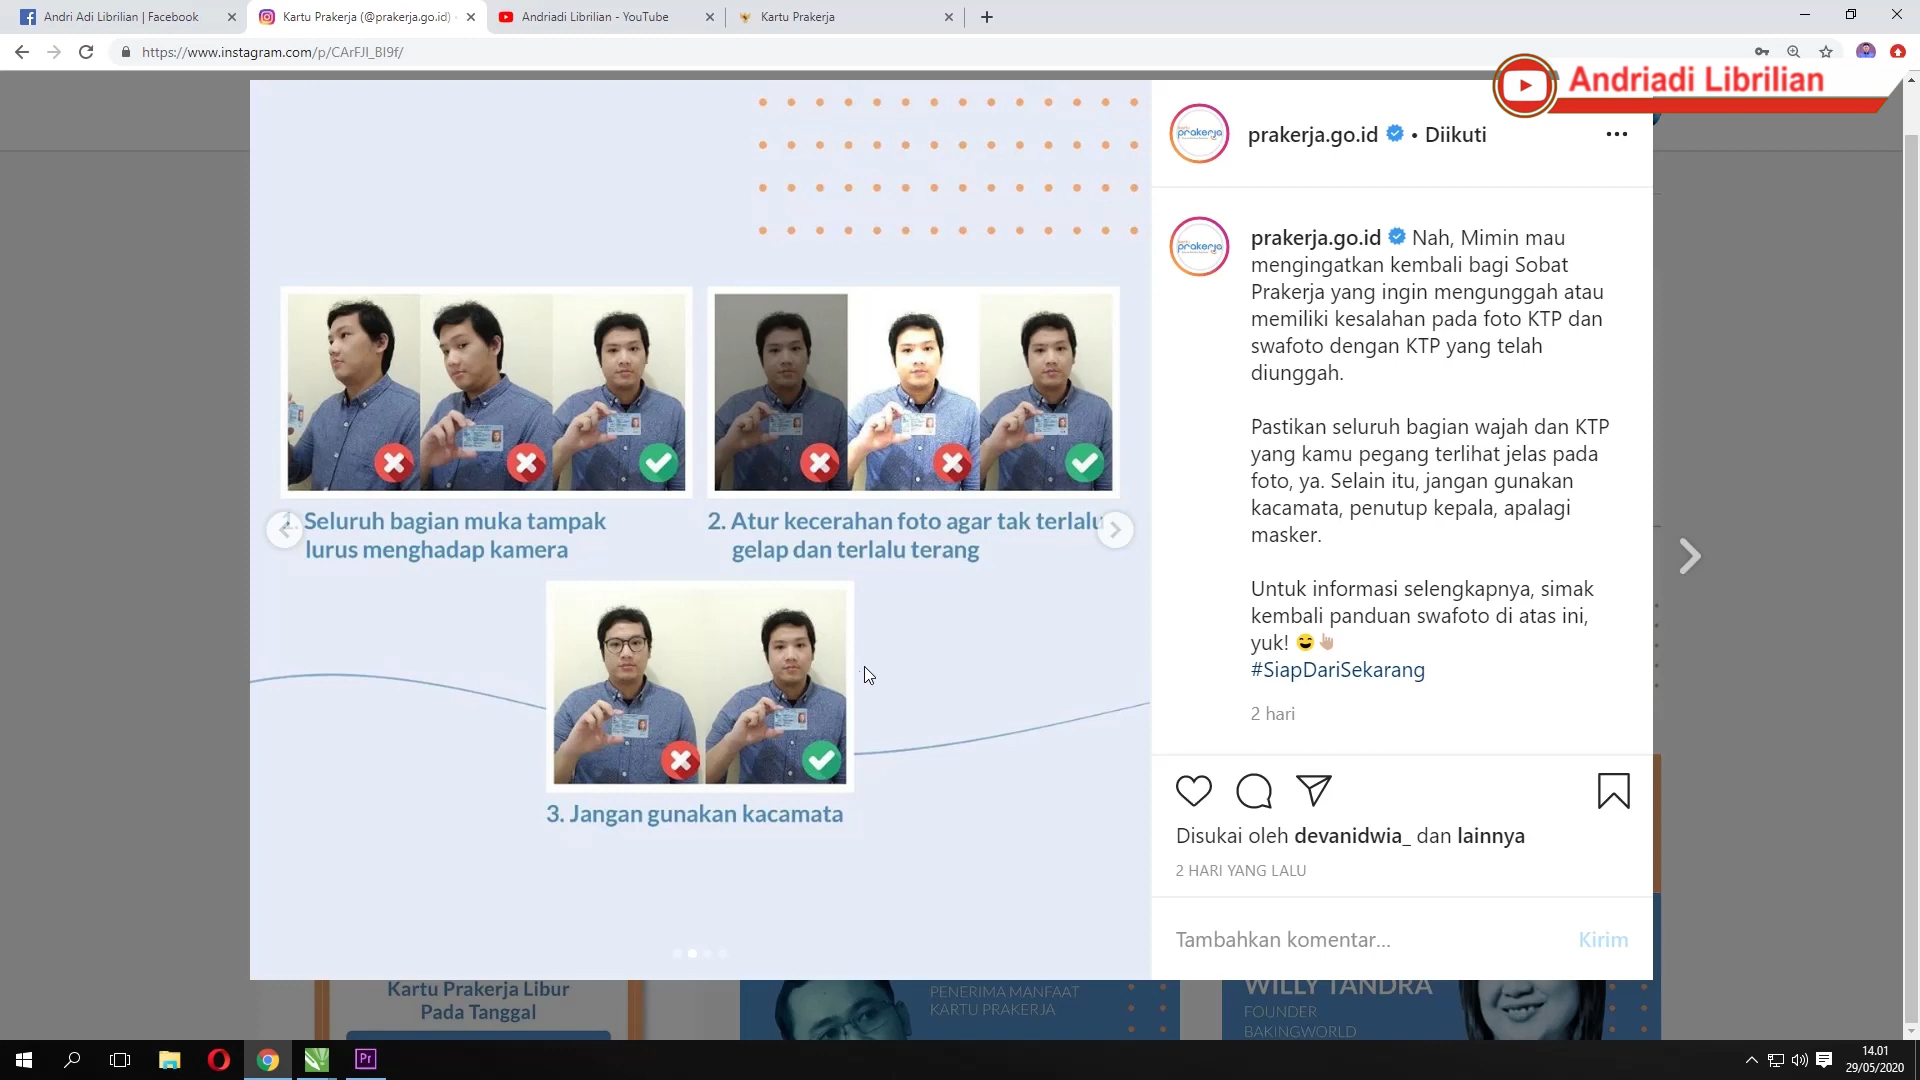 Andri Adi Librilian | Facebook
Kartu Prakerja (@prakerja.go.id)
Andriadi Librilian - YouTube
Kartu Prakerja
https://www.instagram.com/p/CArFJl_Bl9f/
Andriadi Librilian
prakerja.go.id • Diikuti
prakerja.go.id Nah, Mimin mau
mengingatkan kembali bagi Sobat
Prakerja yang ingin mengunggah atau
memiliki kesalahan pada foto KTP dan
swafoto dengan KTP yang telah
diunggah.
Pastikan seluruh bagian wajah dan KTP
yang kamu pegang terlihat jelas pada
foto, ya. Selain itu, jangan gunakan
kacamata, penutup kepala, apalagi
masker.
Untuk informasi selengkapnya, simak
kembali panduan swafoto di atas ini,
yuk! 😄👆🏼
#SiapDariSekarang
2 hari
Disukai oleh devanidwia_ dan lainnya
2 HARI YANG LALU
Tambahkan komentar...
Kirim
1. Seluruh bagian muka tampak
lurus menghadap kamera
2. Atur kecerahan foto agar tak terlalu
gelap dan terlalu terang
3. Jangan gunakan kacamata
Kartu Prakerja Libur
Pada Tanggal
PENERIMA MANFAAT
KARTU PRAKERJA
WILLY TANDRA
FOUNDER
BAKINGWORLD
Pr
14.01
29/05/2020